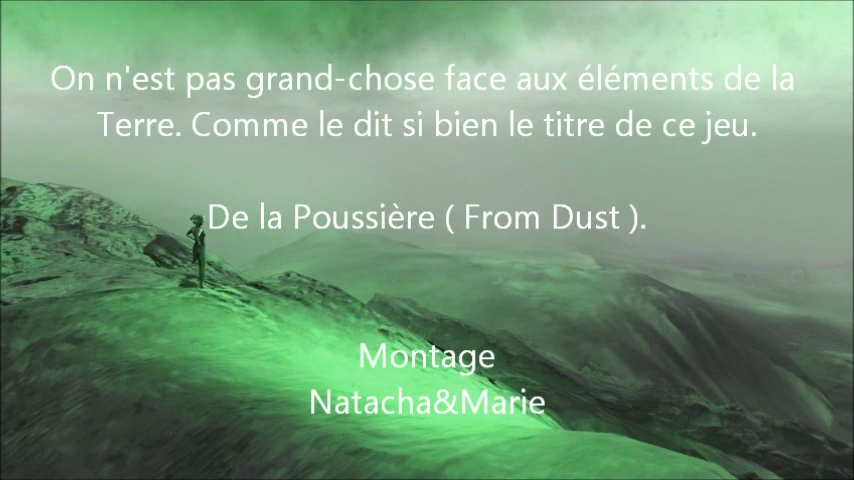 On n'est pas grand-chose face aux éléments de la
Terre. Comme le dit si bien le titre de ce jeu.
De la Poussière ( From Dust ).
Montage
Natacha&Marie